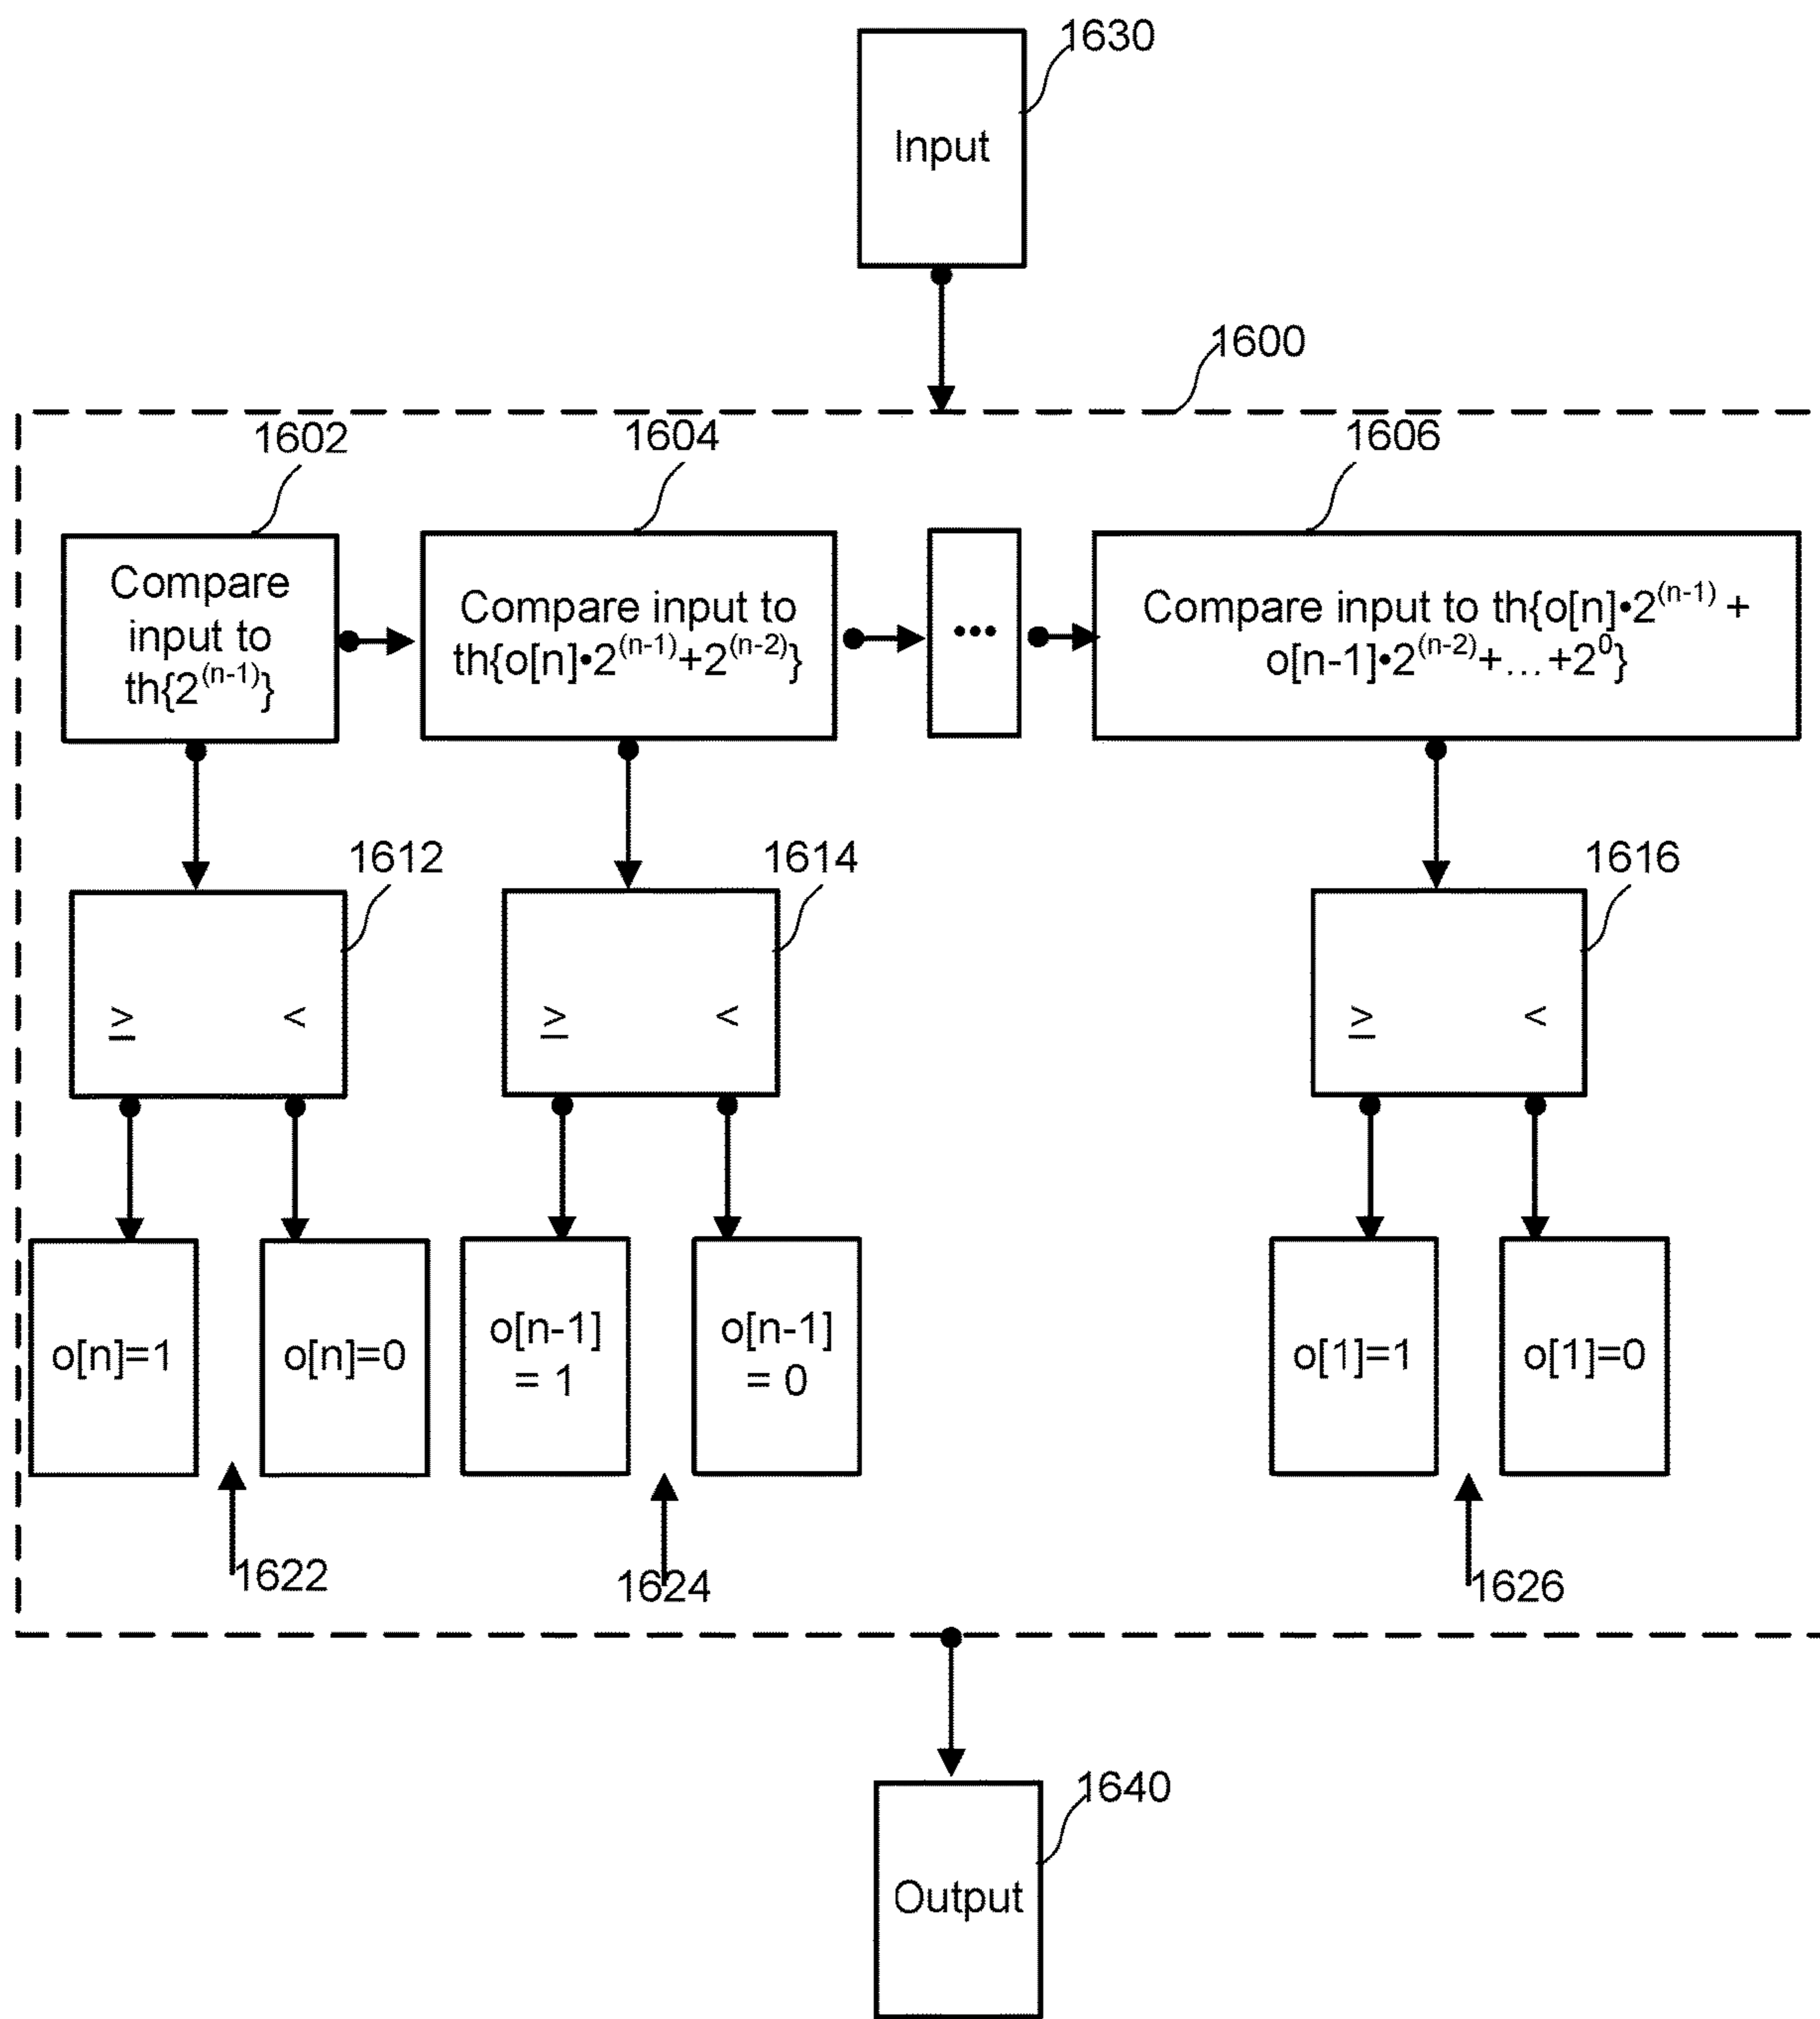 1630
Input
1600
1602
1604
1606
Compare
input to
th{2^(n-1)}
Compare input to
th{o[n]•2^(n-1)+2^(n-2)}
•••
Compare input to th{o[n]•2^(n-1) +
o[n-1]•2^(n-2)+...+2^0}
1612
1614
1616
≥ <
≥ <
≥ <
o[n]=1
o[n]=0
o[n-1]
= 1
o[n-1]
= 0
o[1]=1
o[1]=0
1622
1624
1626
1640
Output